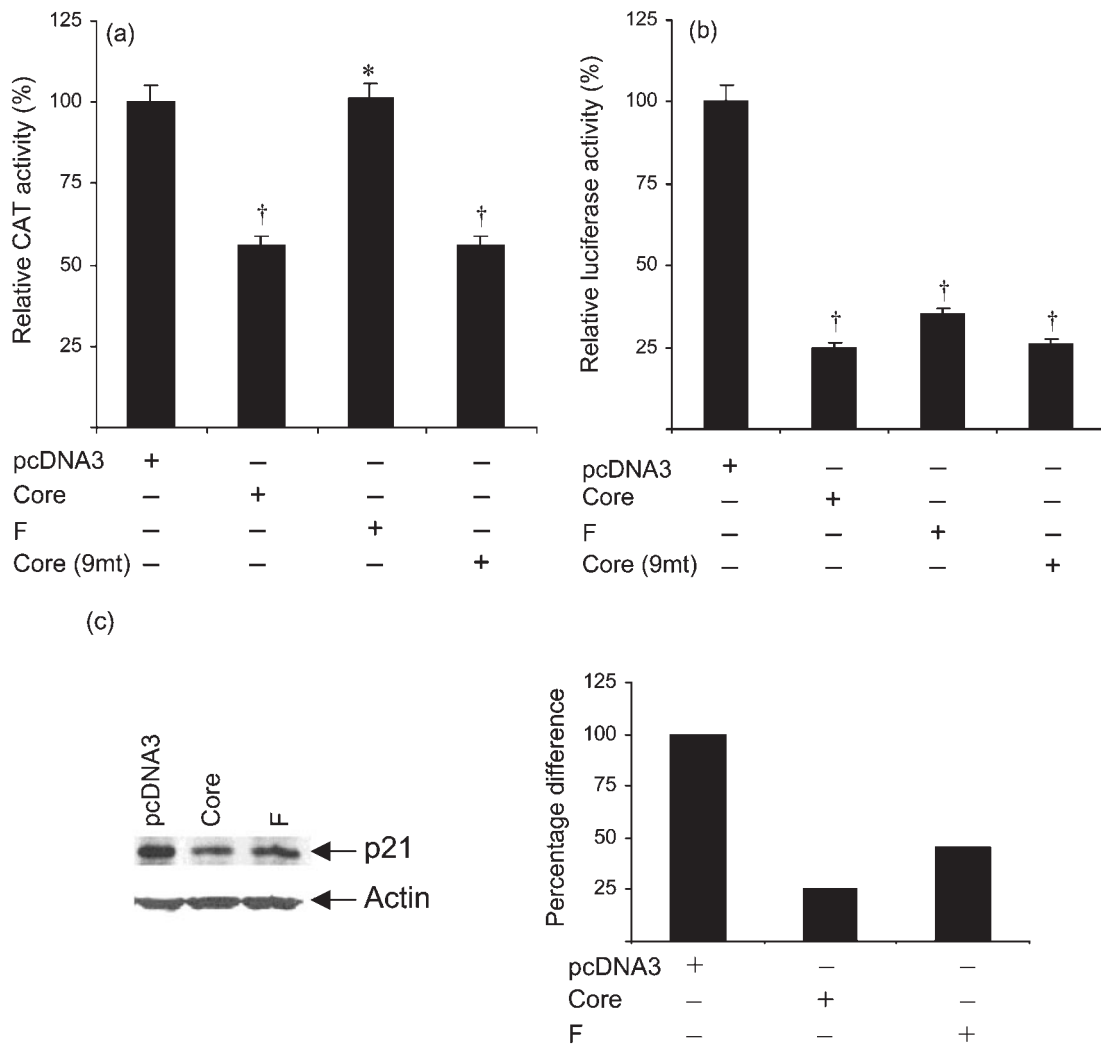 (a)
Relative CAT activity (%)
125
100
75
50
25
†
*
†
pcDNA3 + – – –
Core – + – –
F – – + –
Core (9mt) – – – +
(b)
Relative luciferase activity (%)
125
100
75
50
25
†
†
†
pcDNA3 + – – –
Core – + – –
F – – + –
Core (9mt) – – – +
(c)
pcDNA3
Core
F
p21
Actin
Percentage difference
125
100
75
50
25
pcDNA3 + – –
Core – + –
F – – +